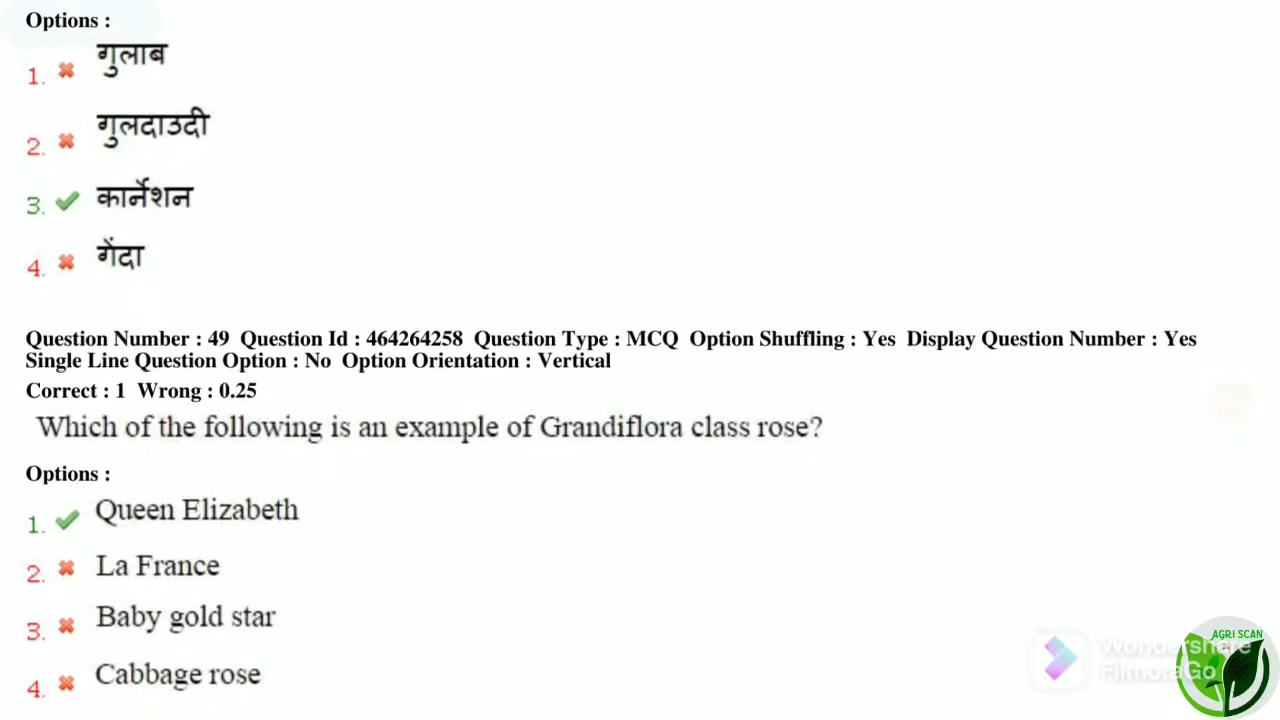 Options :
1. गुलाब
2. गुलदाउदी
3. कार्नेशन
4. गेंदा
Question Number : 49 Question Id : 464264258 Question Type : MCQ Option Shuffling : Yes Display Question Number : Yes
Single Line Question Option : No Option Orientation : Vertical
Correct : 1 Wrong : 0.25
Which of the following is an example of Grandiflora class rose?
Options :
1. Queen Elizabeth
2. La France
3. Baby gold star
4. Cabbage rose
AGRI SCAN
Wondershare
FilmoraGo